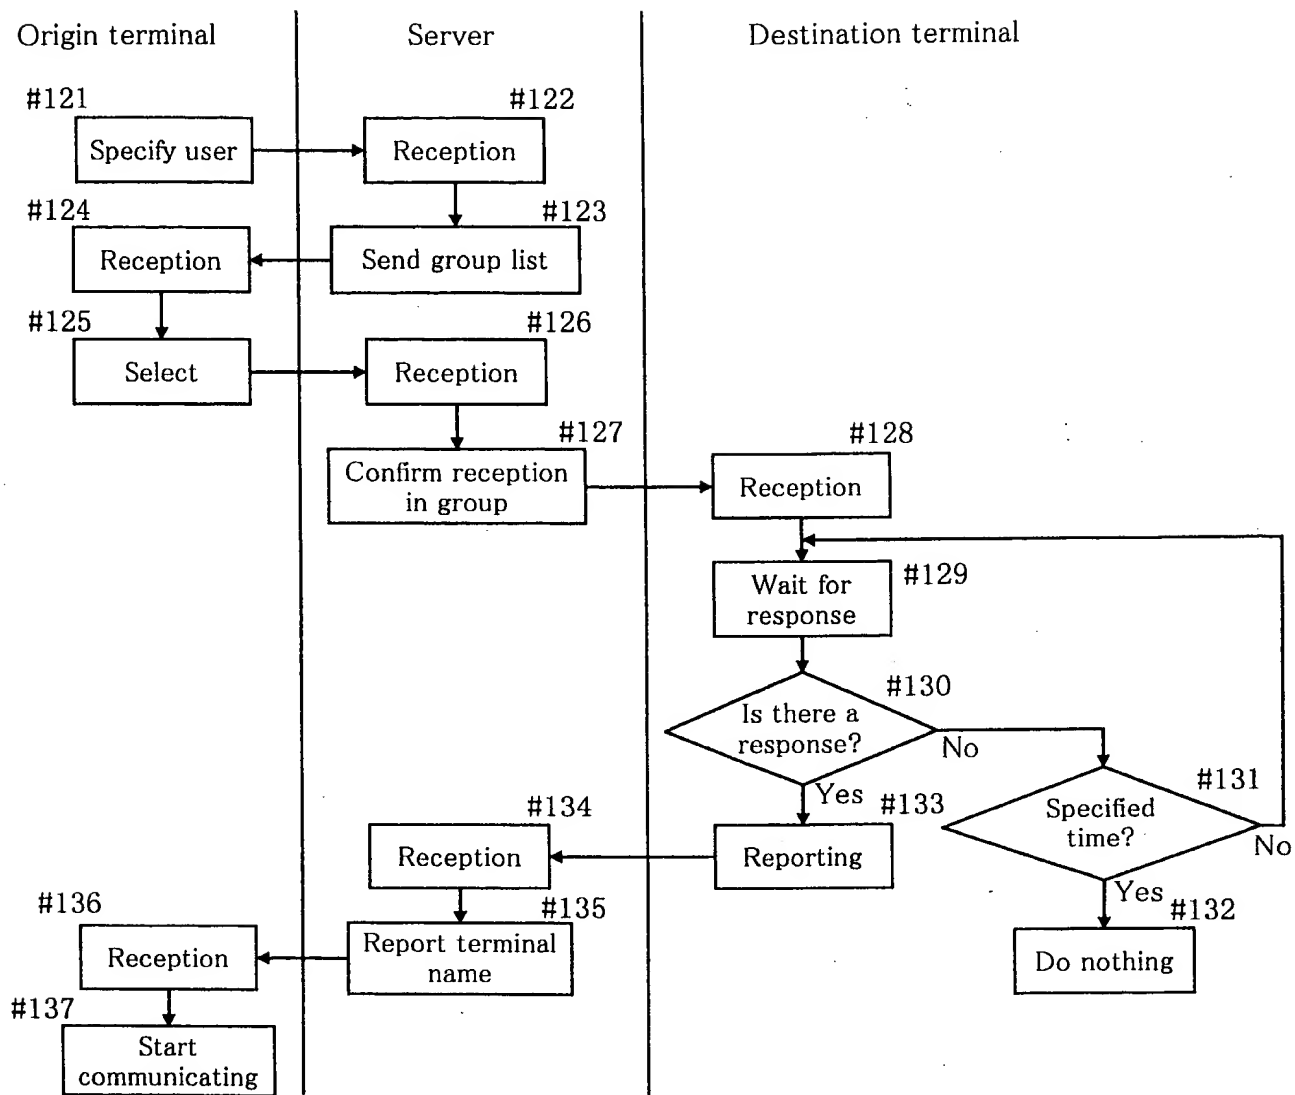 Origin terminal
Server
Destination terminal
#121
Specify user
#122
Reception
#123
Send group list
#124
Reception
#125
Select
#126
Reception
#127
Confirm reception
in group
#128
Reception
#129
Wait for
response
#130
Is there a
response?
No
Yes
#131
Specified
time?
No
Yes
#132
Do nothing
#133
Reporting
#134
Reception
#135
Report terminal
name
#136
Reception
#137
Start
communicating